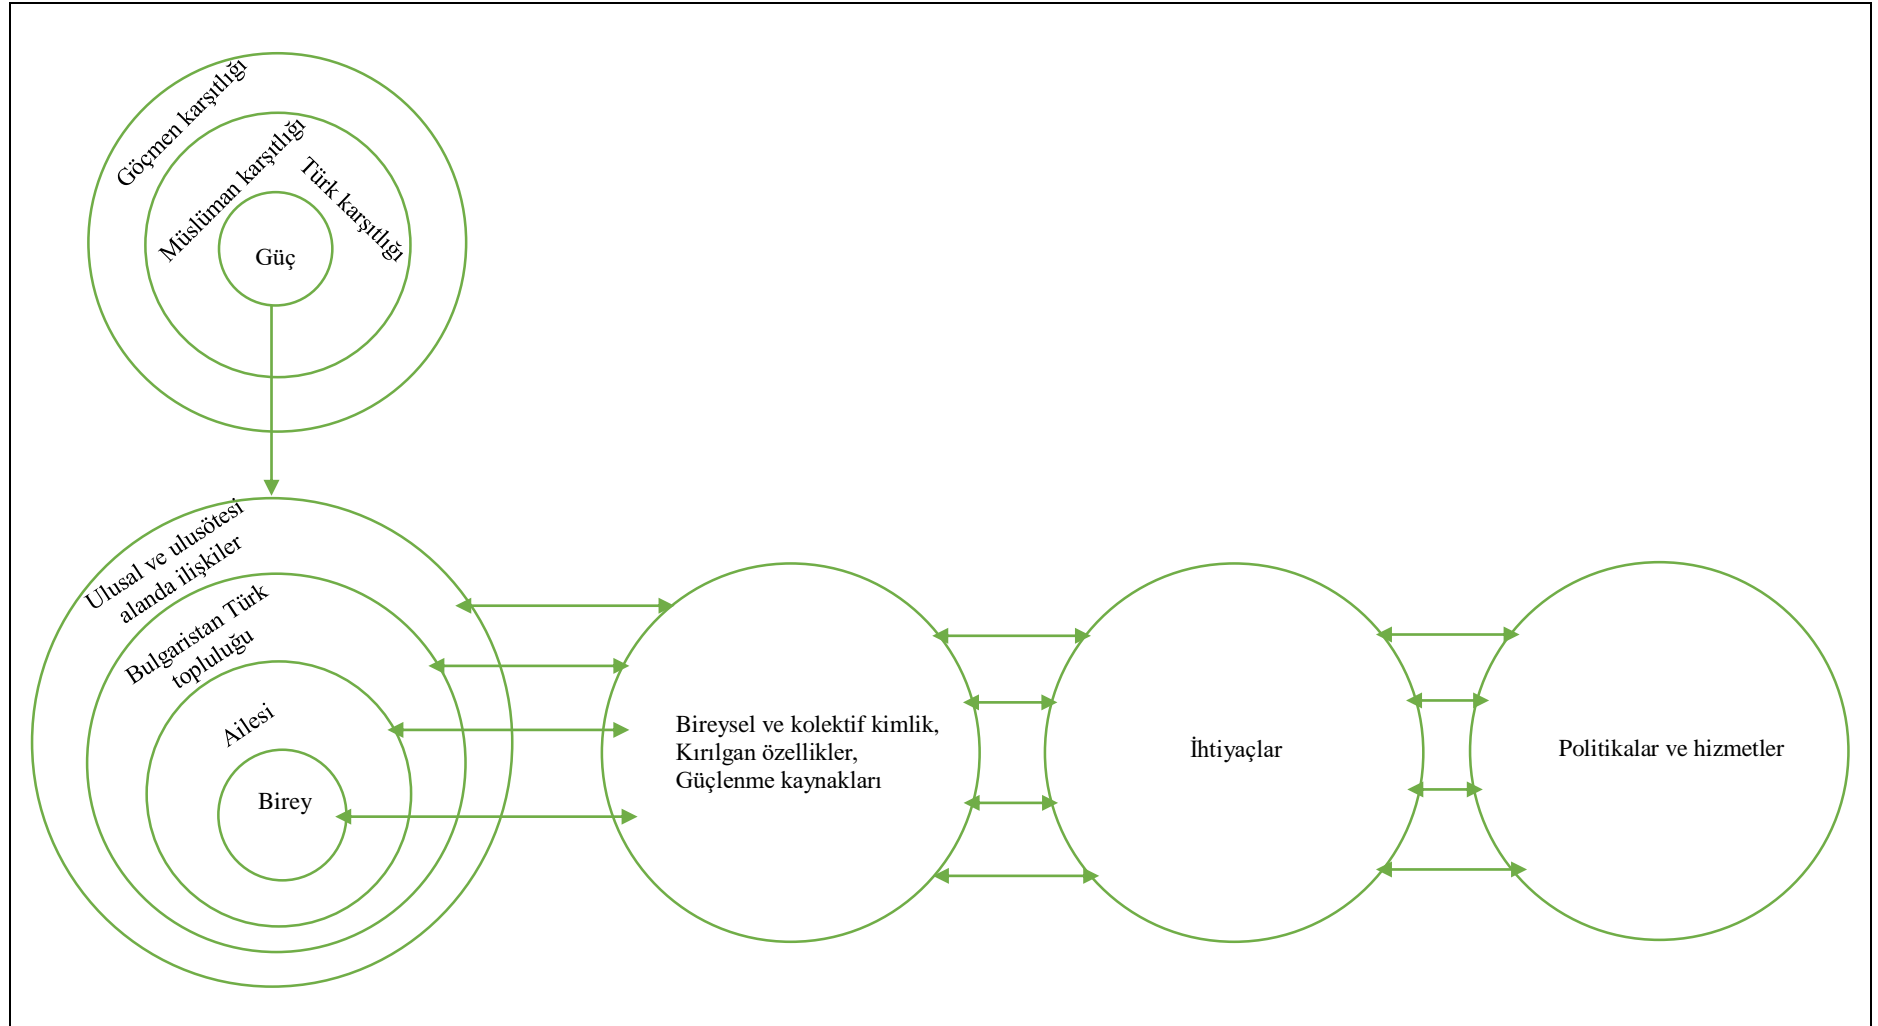 Göçmen karşıtlığı
Müslüman karşıtlığı
Türk karşıtlığı
Güç
Ulusal ve ulusötesi
alanda ilişkiler
Bulgaristan Türk
topluluğu
Ailesi
Birey
Bireysel ve kolektif kimlik,
Kırılgan özellikler,
Güçlenme kaynakları
İhtiyaçlar
Politikalar ve hizmetler